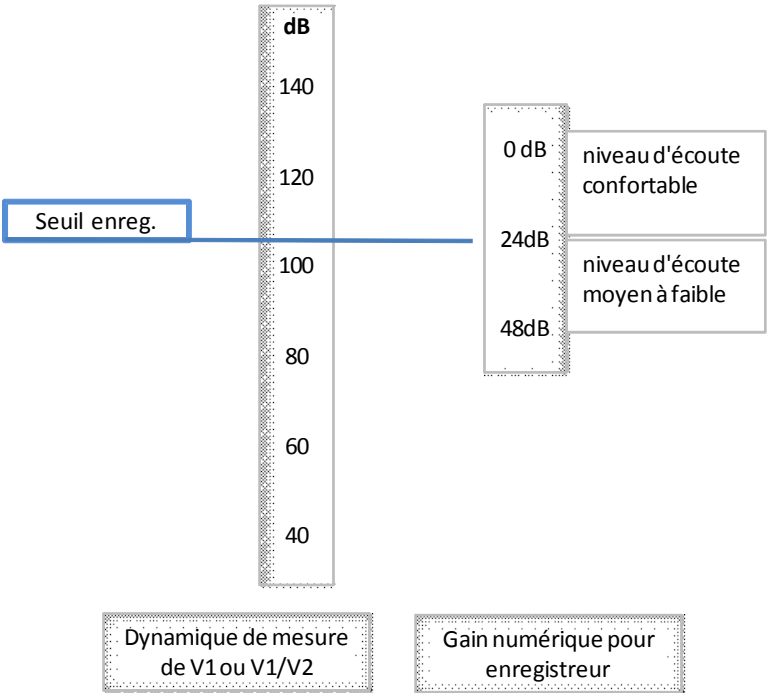 dB
140
120
100
80
60
40
Seuil enreg.
0 dB
24dB
48dB
niveau d'écoute
confortable
niveau d'écoute
moyen à faible
Dynamique de mesure
de V1 ou V1/V2
Gain numérique pour
enregistreur